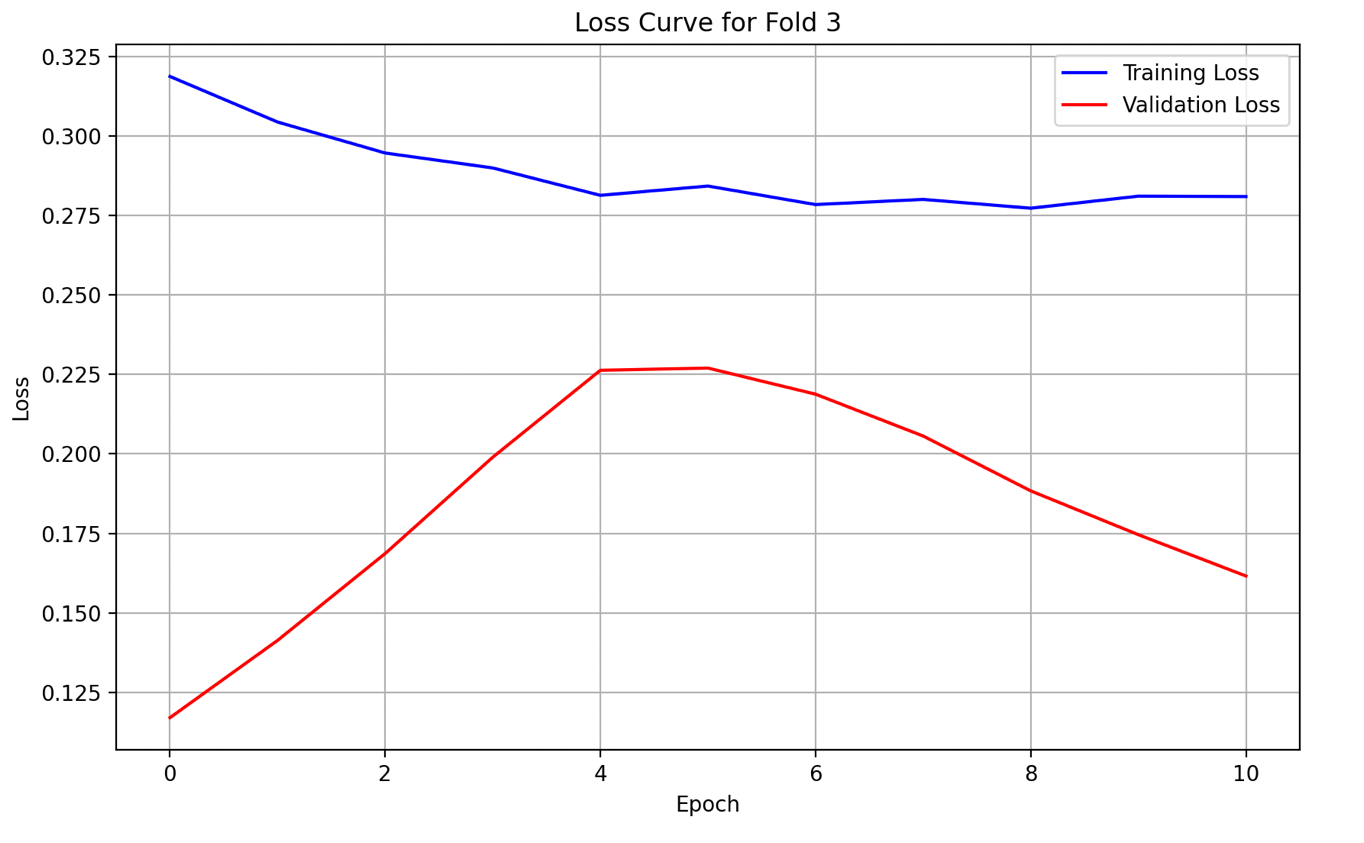 Loss Curve for Fold 3
Training Loss
Validation Loss
0.325
0.300
0.275
0.250
0.225
0.200
0.175
0.150
0.125
Loss
0 2 4 6 8 10
Epoch